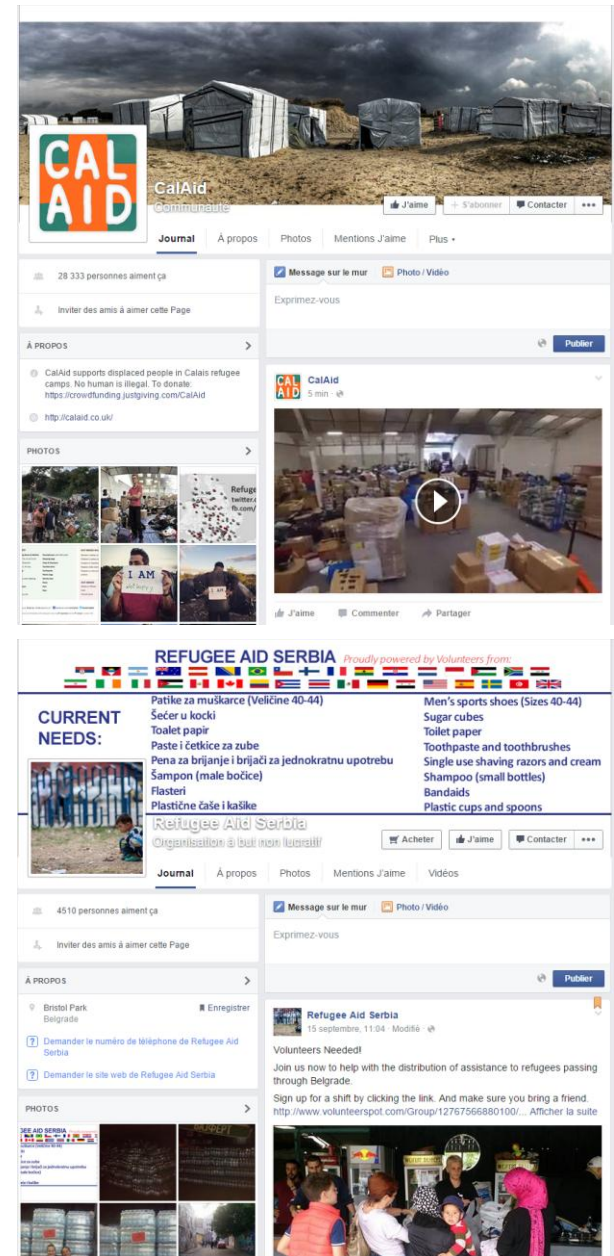 CAL
AID
CalAid
Communauté
J'aime
S'abonner
Contacter
Journal
À propos
Photos
Mentions J'aime
Plus
28 333 personnes aiment ça
Inviter des amis à aimer cette Page
À PROPOS
CalAid supports displaced people in Calais refugee
camps. No human is illegal. To donate:
https://crowdfunding.justgiving.com/CalAid
http://calaid.co.uk/
PHOTOS
Refuge
twitter.c
fb.com/
I AM
I AM
Message sur le mur
Photo / Vidéo
Exprimez-vous
Publier
CAL
AID
CalAid
5 min
J'aime
Commenter
Partager
REFUGEE AID SERBIA Proudly powered by Volunteers from:
CURRENT
NEEDS:
Patike za muškarce (Veličine 40-44)
Šećer u kocki
Toalet papir
Paste i četkice za zube
Pena za brijanje i brijači za jednokratnu upotrebu
Šampon (male bočice)
Flasteri
Plastične čaše i kašike
Men's sports shoes (Sizes 40-44)
Sugar cubes
Toilet paper
Toothpaste and toothbrushes
Single use shaving razors and cream
Shampoo (small bottles)
Bandaids
Plastic cups and spoons
Refugee Aid Serbia
Organisation à but non lucratif
Acheter
J'aime
Contacter
Journal
À propos
Photos
Mentions J'aime
Vidéos
4510 personnes aiment ça
Inviter des amis à aimer cette Page
À PROPOS
Bristol Park
Belgrade
Enregistrer
Demander le numéro de téléphone de Refugee Aid
Serbia
Demander le site web de Refugee Aid Serbia
PHOTOS
GEE AID SERBIA
Message sur le mur
Photo / Vidéo
Exprimez-vous
Publier
Refugee Aid Serbia
15 septembre, 11:04 · Modifié ·
Volunteers Needed!
Join us now to help with the distribution of assistance to refugees passing
through Belgrade.
Sign up for a shift by clicking the link. And make sure you bring a friend.
http://www.volunteerspot.com/Group/12767566880100/... Afficher la suite